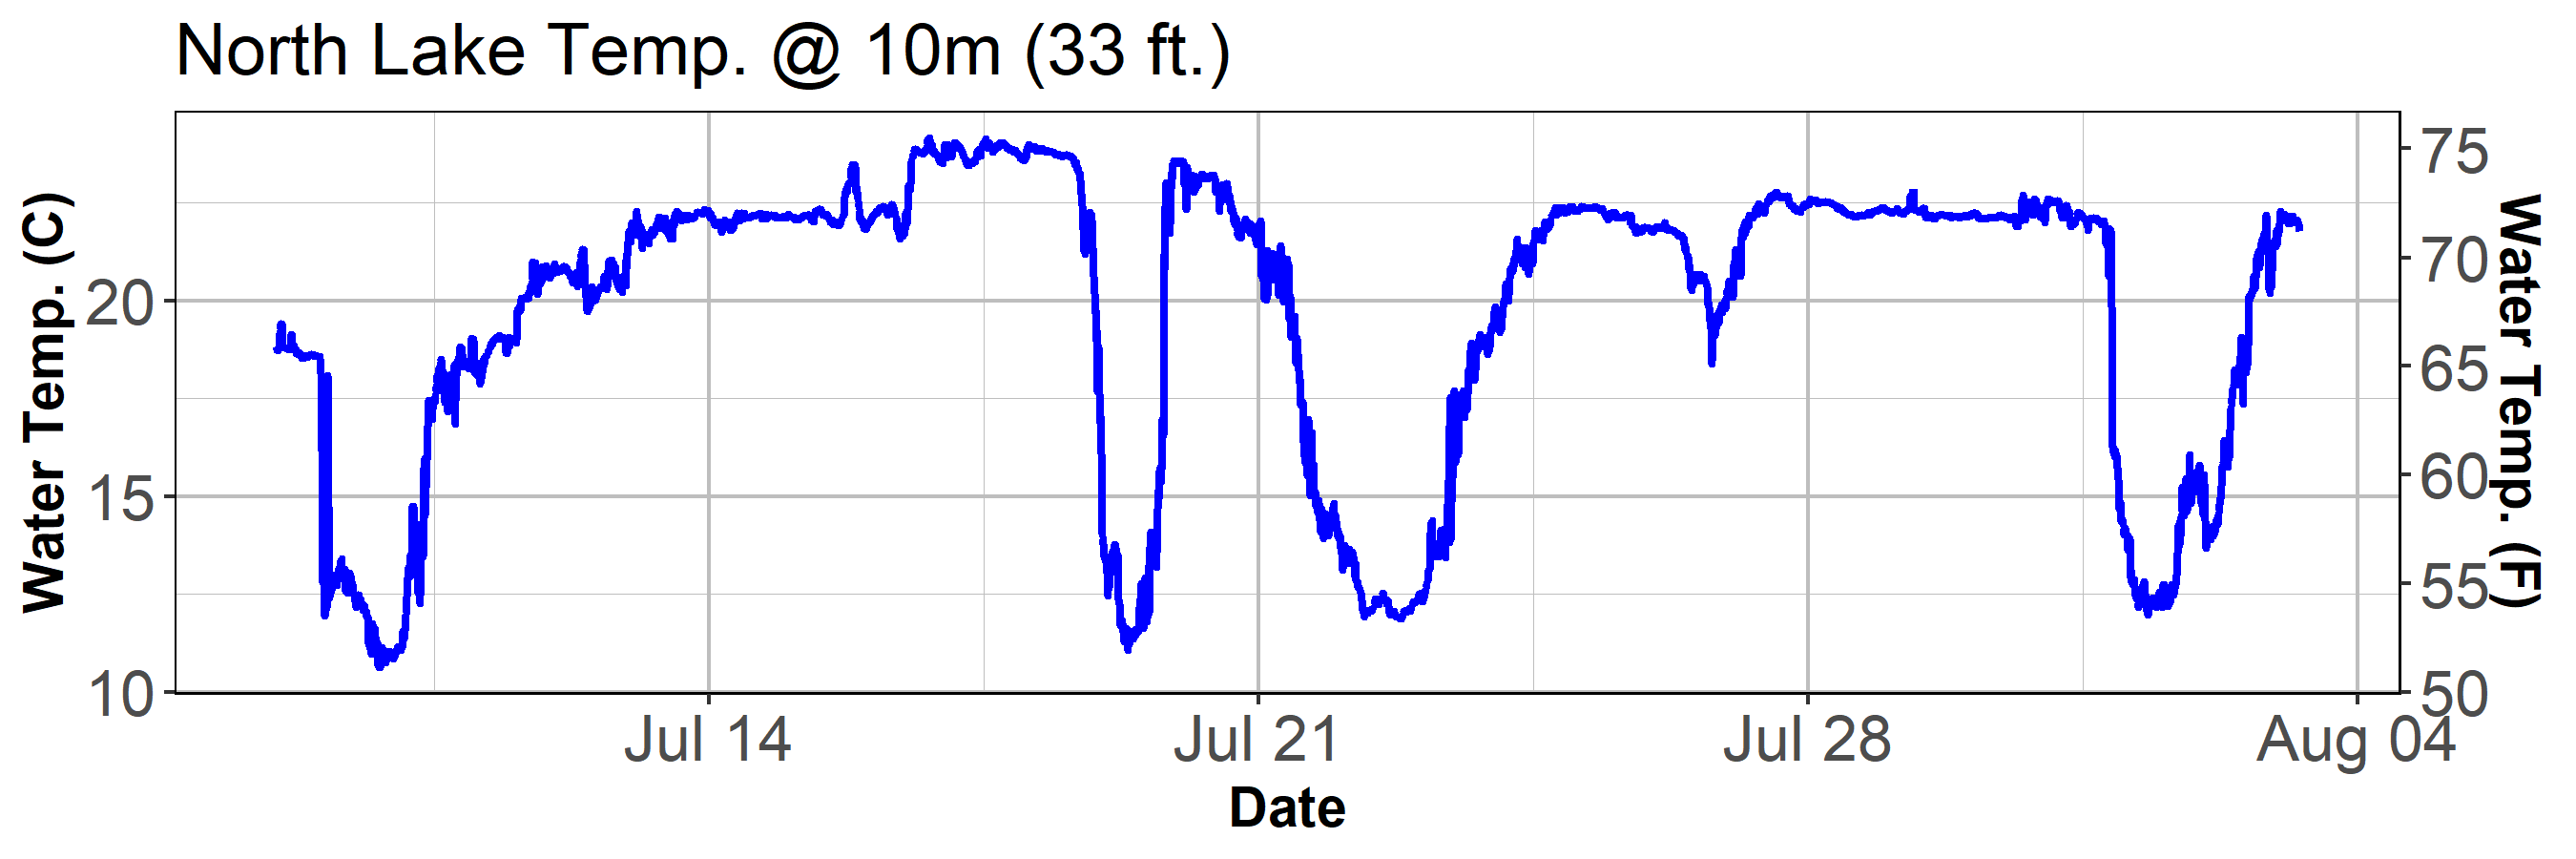 North Lake Temp. @ 10m (33 ft.)
Water Temp. (C)
20
15
10
75
70
65
60
55
50
Water Temp. (F)
Jul 14
Jul 21
Jul 28
Aug 04
Date